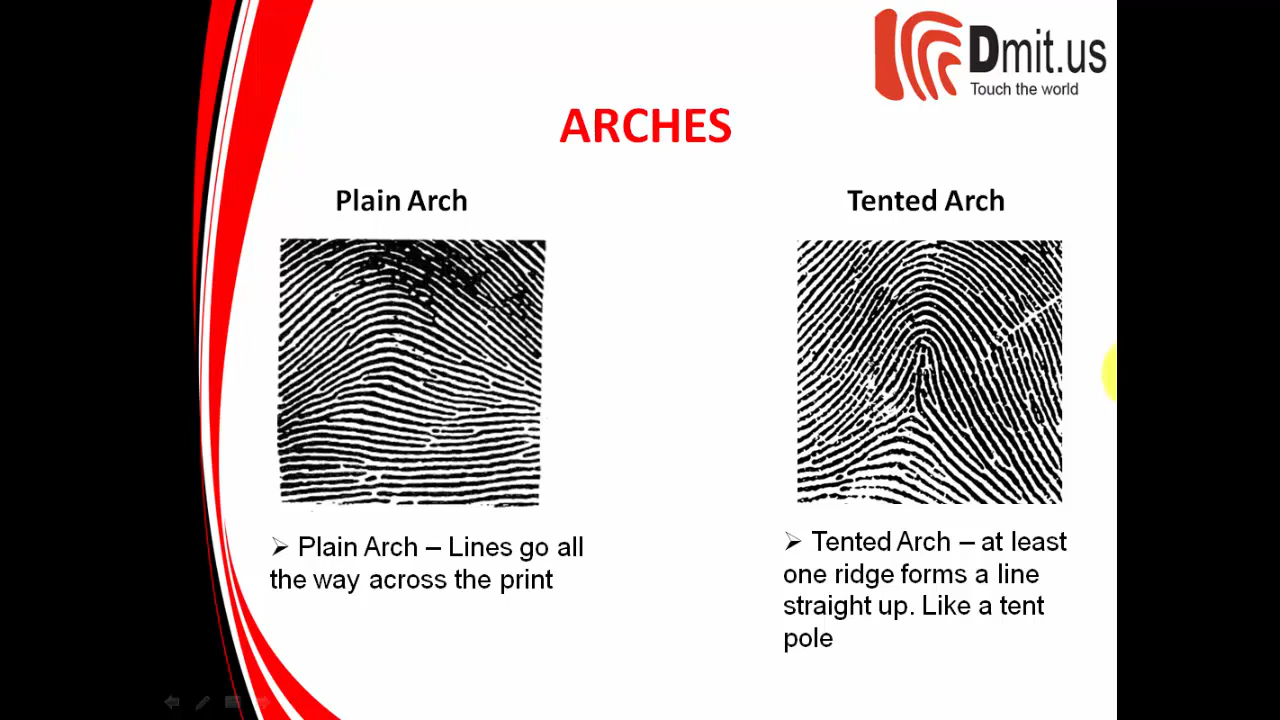 Dmit.us
Touch the world
ARCHES
Plain Arch
Tented Arch
➢ Plain Arch – Lines go all
the way across the print
➢ Tented Arch – at least
one ridge forms a line
straight up. Like a tent
pole